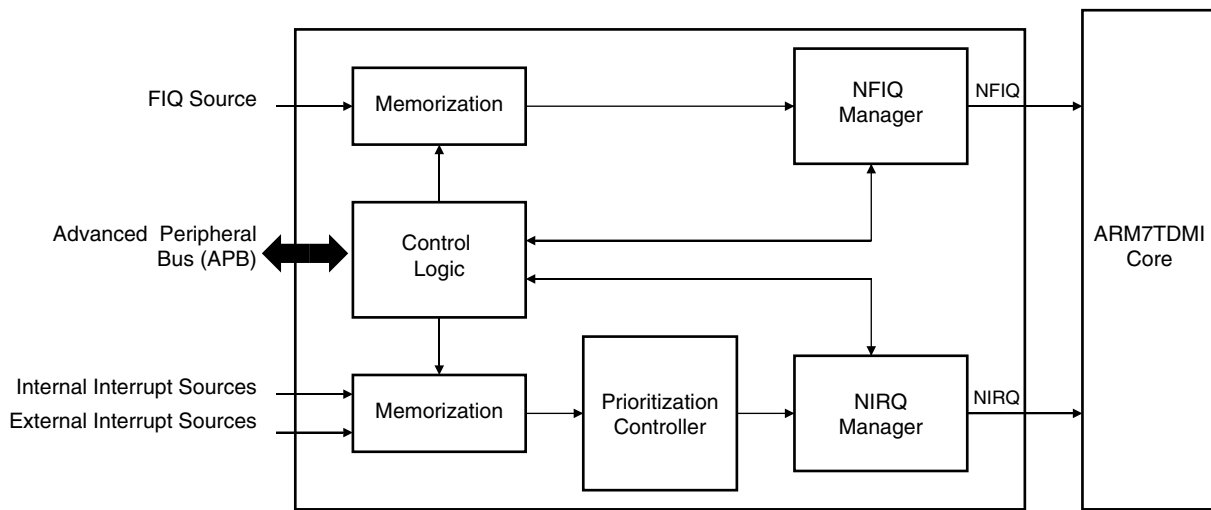 FIQ Source
Memorization
NFIQ
Manager
NFIQ
Advanced Peripheral
Bus (APB)
Control
Logic
ARM7TDMI
Core
Internal Interrupt Sources
External Interrupt Sources
Memorization
Prioritization
Controller
NIRQ
Manager
NIRQ